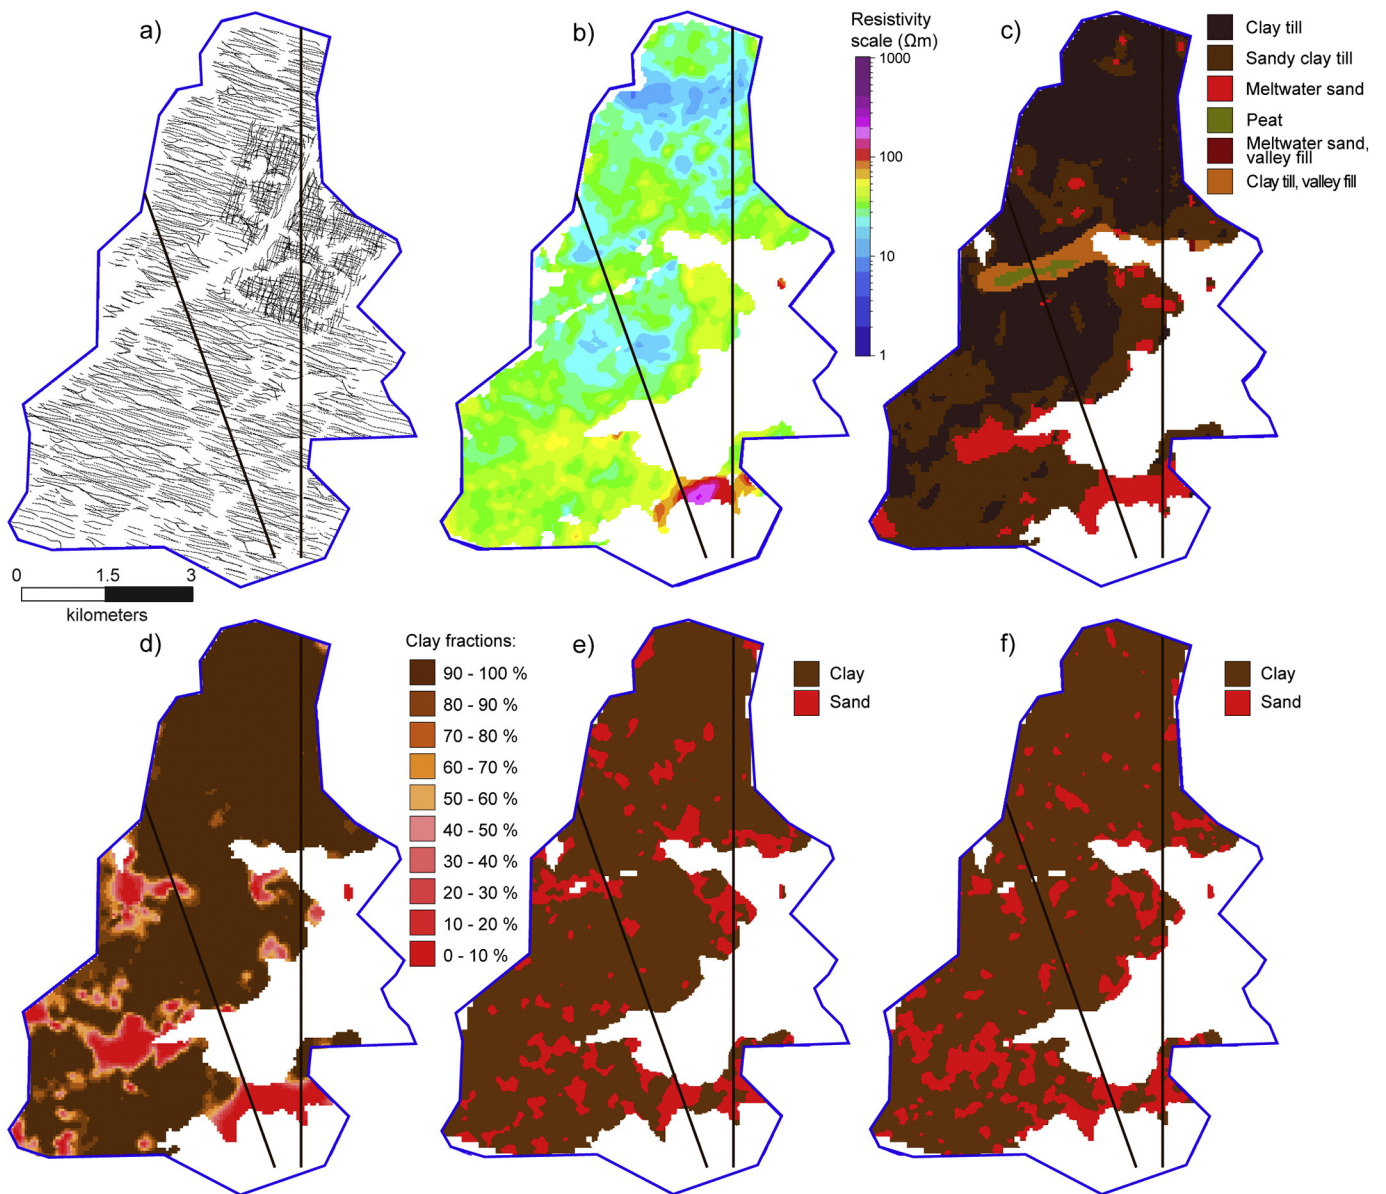 a)
b)
Resistivity
scale (Ωm)
1000
100
10
1
c)
Clay till
Sandy clay till
Meltwater sand
Peat
Meltwater sand,
valley fill
Clay till, valley fill
0 1.5 3
kilometers
d)
Clay fractions:
90 - 100 %
80 - 90 %
70 - 80 %
60 - 70 %
50 - 60 %
40 - 50 %
30 - 40 %
20 - 30 %
10 - 20 %
0 - 10 %
e)
Clay
Sand
f)
Clay
Sand